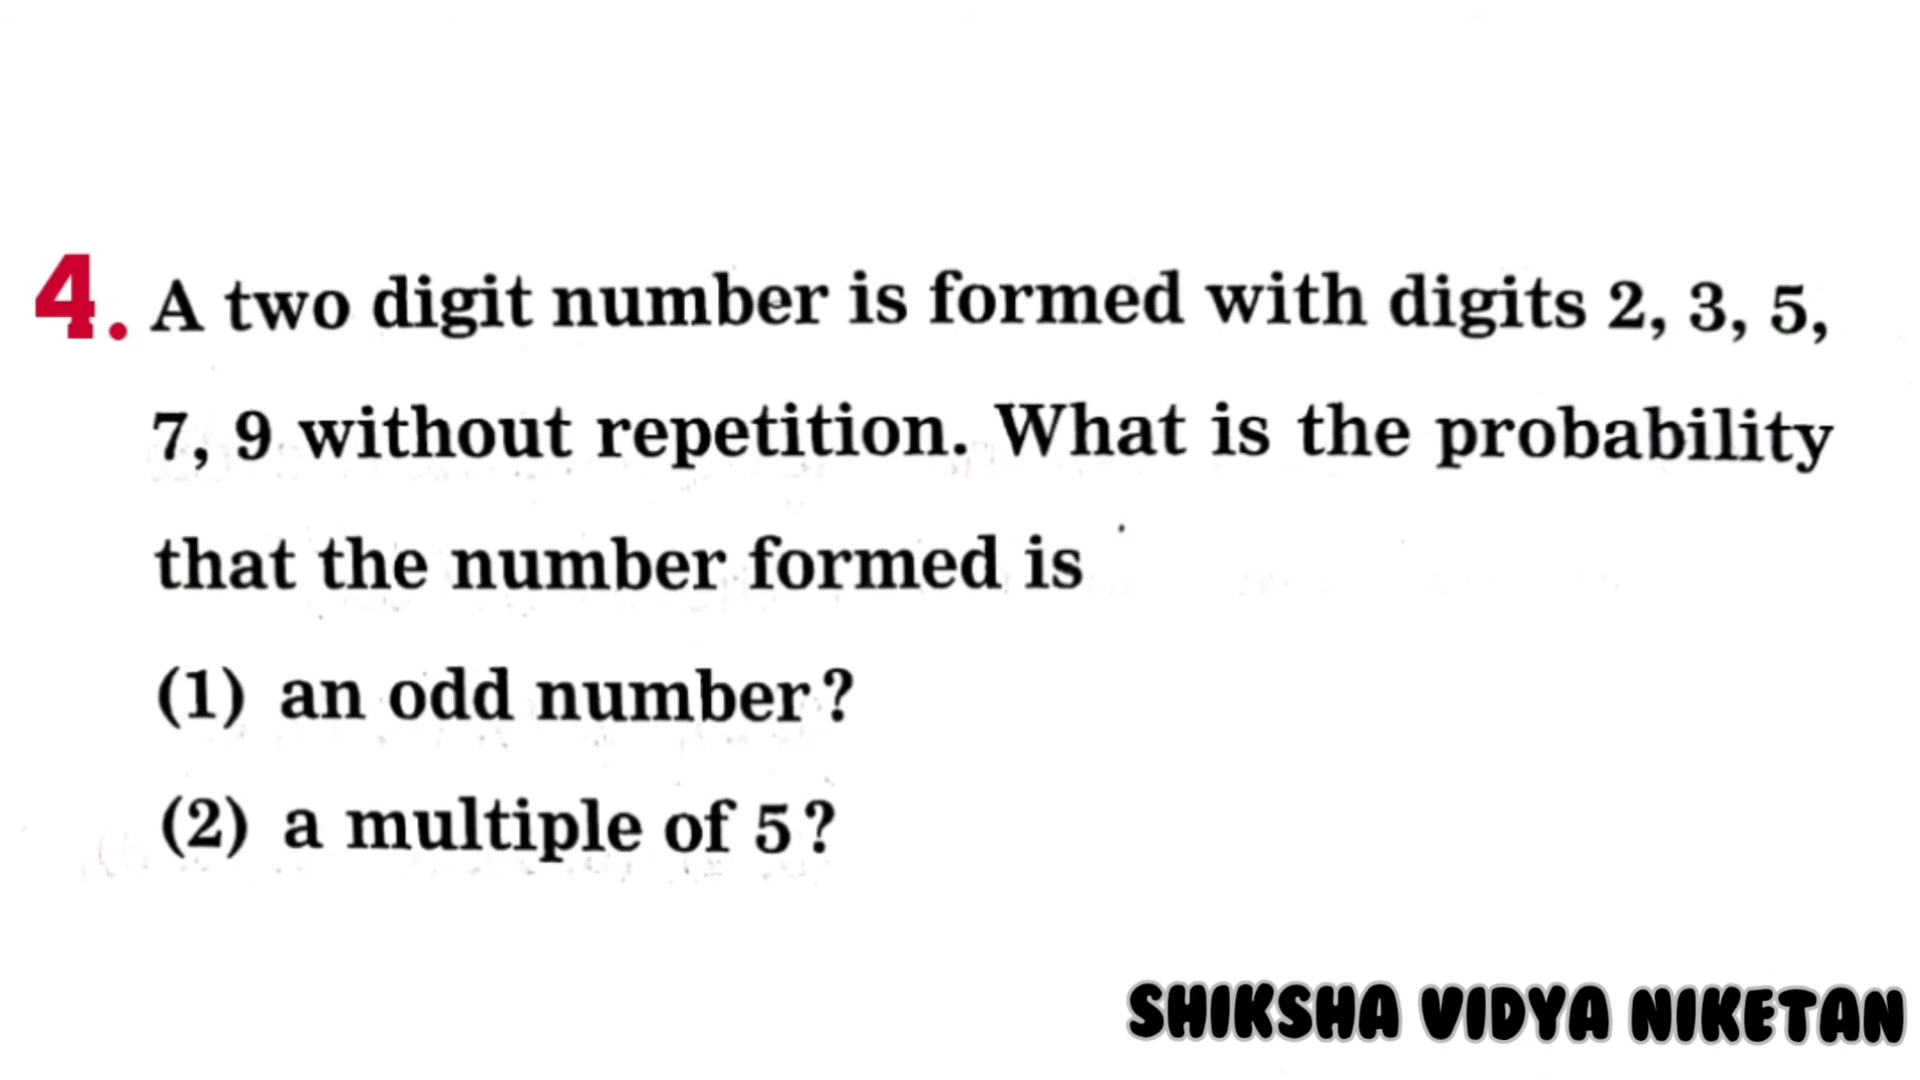 4. A two digit number is formed with digits 2, 3, 5,
7, 9 without repetition. What is the probability
that the number formed is
(1) an odd number?
(2) a multiple of 5?
SHIKSHA VIDYA NIKETAN